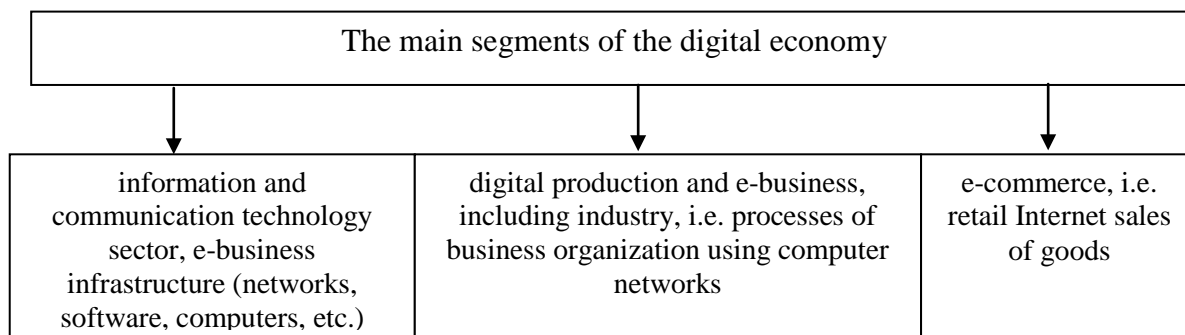 The main segments of the digital economy
information and
communication technology
sector, e-business
infrastructure (networks,
software, computers, etc.)
digital production and e-business,
including industry, i.e. processes of
business organization using computer
networks
e-commerce, i.e.
retail Internet sales
of goods